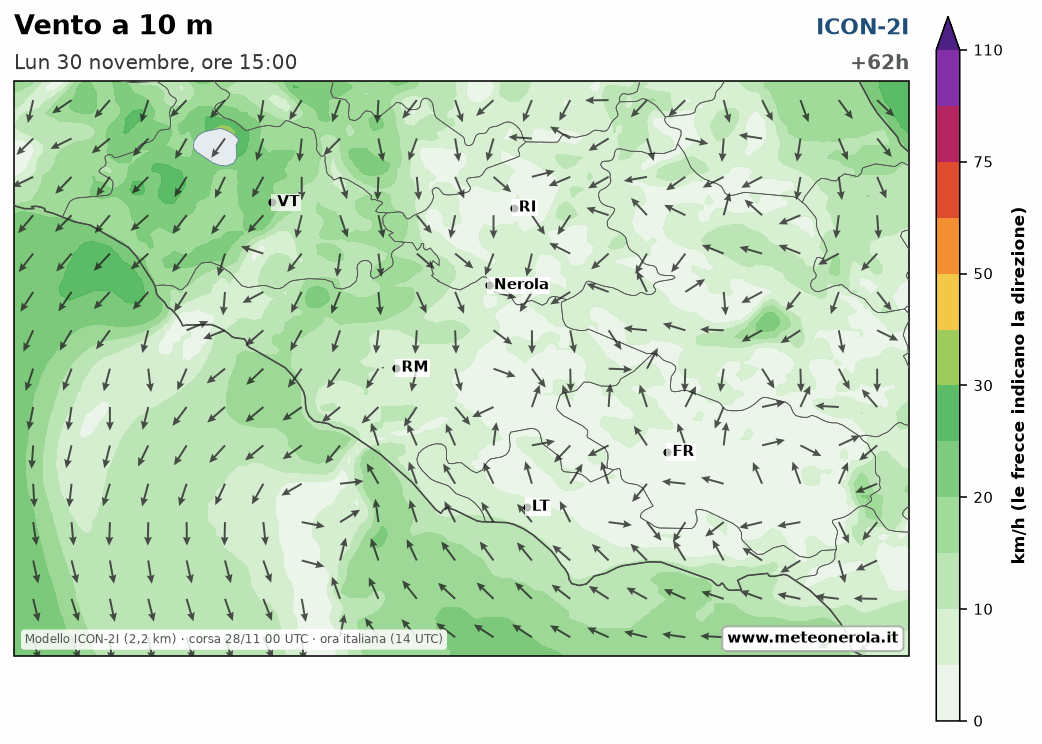 Vento a 10 m
ICON-2I
Lun 30 novembre, ore 15:00
+62h
VT
RI
Nerola
RM
FR
LT
Modello ICON-2I (2,2 km) · corsa 28/11 00 UTC · ora italiana (14 UTC)
www.meteonerola.it
110
75
50
30
20
10
0
km/h (le frecce indicano la direzione)